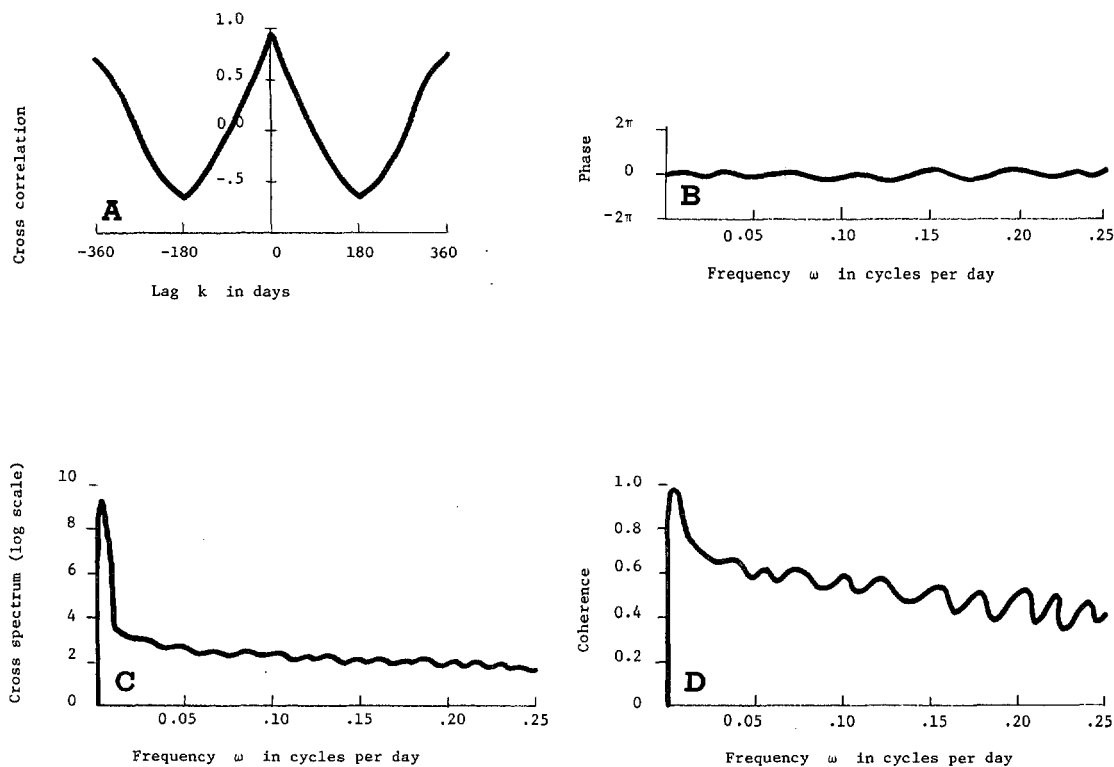 Cross correlation
1.0
0.5
0.0
-.5
A
-360
-180
0
180
360
Lag k in days
Phase
2π
0
-2π
B
0.05
.10
.15
.20
.25
Frequency ω in cycles per day
Cross spectrum (log scale)
10
8
6
4
2
0
C
0.05
.10
.15
.20
.25
Frequency ω in cycles per day
Coherence
1.0
0.8
0.6
0.4
0.2
0
D
0.05
.10
.15
.20
.25
Frequency ω in cycles per day